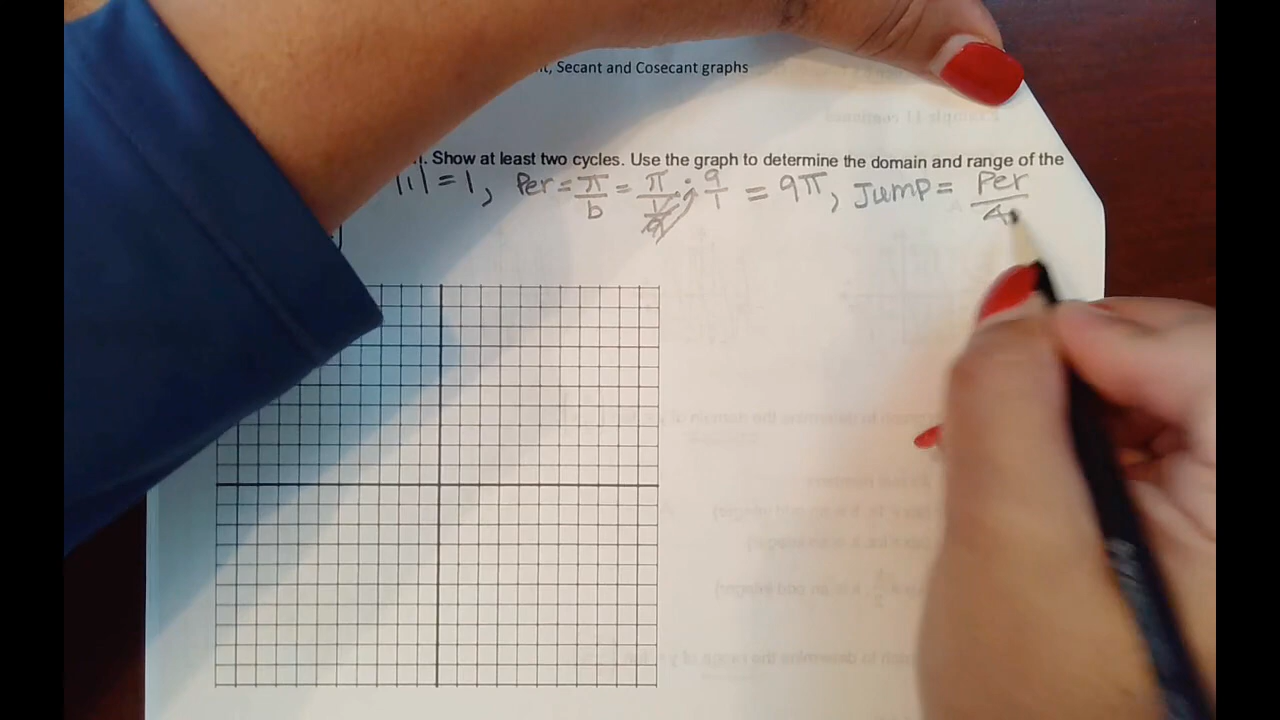 , Secant and Cosecant graphs
. Show at least two cycles. Use the graph to determine the domain and range of the
|1| = 1, Per = π/b = π/(1/9) · 9/1 = 9π, Jump = Per/4